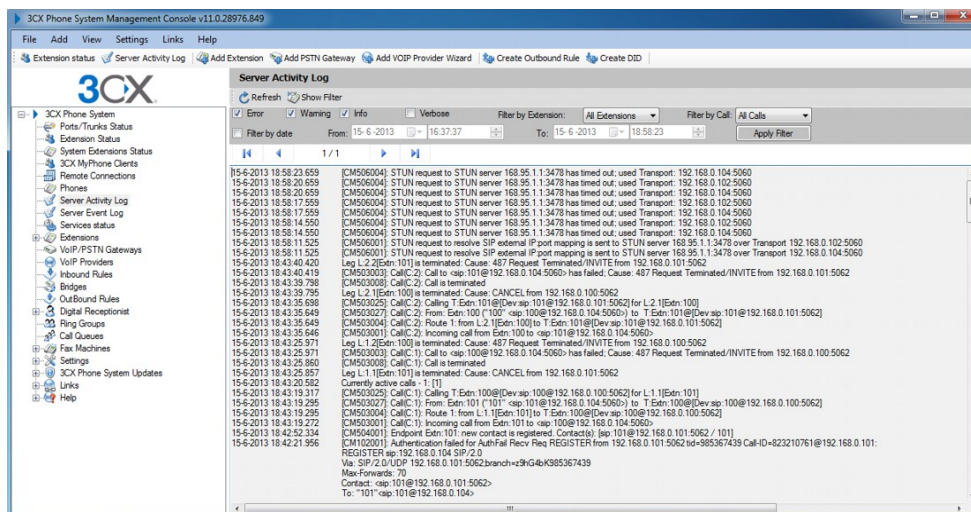 3CX Phone System Management Console v11.0.28976.849
File Add View Settings Links Help
Extension status Server Activity Log Add Extension Add PSTN Gateway Add VOIP Provider Wizard Create Outbound Rule Create DID
3CX
3CX Phone System
Ports/Trunks Status
Extension Status
System Extensions Status
3CX MyPhone Clients
Remote Connections
Phones
Server Activity Log
Server Event Log
Services status
Extensions
VoIP/PSTN Gateways
VoIP Providers
Inbound Rules
Bridges
OutBound Rules
Digital Receptionist
Ring Groups
Call Queues
Fax Machines
Settings
3CX Phone System Updates
Links
Help
Server Activity Log
Refresh Show Filter
Error Warning Info Verbose Filter by Extension: All Extensions Filter by Call: All Calls
Filter by date From: 15- 6 -2013 16:37:37 To: 15- 6 -2013 18:58:23 Apply Filter
1 / 1
15-6-2013 18:58:23.659 [CM506004]: STUN request to STUN server 168.95.1.1:3478 has timed out; used Transport: 192.168.0.104:5060
15-6-2013 18:58:20.659 [CM506004]: STUN request to STUN server 168.95.1.1:3478 has timed out; used Transport: 192.168.0.102:5060
15-6-2013 18:58:20.659 [CM506004]: STUN request to STUN server 168.95.1.1:3478 has timed out; used Transport: 192.168.0.104:5060
15-6-2013 18:58:17.559 [CM506004]: STUN request to STUN server 168.95.1.1:3478 has timed out; used Transport: 192.168.0.102:5060
15-6-2013 18:58:17.559 [CM506004]: STUN request to STUN server 168.95.1.1:3478 has timed out; used Transport: 192.168.0.104:5060
15-6-2013 18:58:14.550 [CM506004]: STUN request to STUN server 168.95.1.1:3478 has timed out; used Transport: 192.168.0.102:5060
15-6-2013 18:58:14.550 [CM506004]: STUN request to STUN server 168.95.1.1:3478 has timed out; used Transport: 192.168.0.104:5060
15-6-2013 18:58:11.525 [CM506001]: STUN request to resolve SIP external IP:port mapping is sent to STUN server 168.95.1.1:3478 over Transport 192.168.0.102:5060
15-6-2013 18:58:11.525 [CM506001]: STUN request to resolve SIP external IP:port mapping is sent to STUN server 168.95.1.1:3478 over Transport 192.168.0.104:5060
15-6-2013 18:43:40.420 Leg L:2.2[Extn:101] is terminated: Cause: 487 Request Terminated/INVITE from 192.168.0.101:5062
15-6-2013 18:43:40.419 [CM503003]: Call(C:2): Call to <sip:101@192.168.0.104:5060> has failed; Cause: 487 Request Terminated/INVITE from 192.168.0.101:5062
15-6-2013 18:43:39.798 [CM503008]: Call(C:2): Call is terminated
15-6-2013 18:43:39.795 Leg L:2.1[Extn:100] is terminated: Cause: CANCEL from 192.168.0.100:5062
15-6-2013 18:43:35.698 [CM503025]: Call(C:2): Calling T:Extn:101@[Dev:sip:101@192.168.0.101:5062] for L:2.1[Extn:100]
15-6-2013 18:43:35.649 [CM503027]: Call(C:2): From: Extn:100 ("100" <sip:100@192.168.0.104:5060>) to T:Extn:101@[Dev:sip:101@192.168.0.101:5062]
15-6-2013 18:43:35.649 [CM503004]: Call(C:2): Route 1: from L:2.1[Extn:100] to T:Extn:101@[Dev:sip:101@192.168.0.101:5062]
15-6-2013 18:43:35.646 [CM503001]: Call(C:2): Incoming call from Extn:100 to <sip:101@192.168.0.104:5060>
15-6-2013 18:43:25.971 Leg L:1.2[Extn:100] is terminated: Cause: 487 Request Terminated/INVITE from 192.168.0.100:5062
15-6-2013 18:43:25.971 [CM503003]: Call(C:1): Call to <sip:100@192.168.0.104:5060> has failed; Cause: 487 Request Terminated/INVITE from 192.168.0.100:5062
15-6-2013 18:43:25.860 [CM503008]: Call(C:1): Call is terminated
15-6-2013 18:43:25.857 Leg L:1.1[Extn:101] is terminated: Cause: CANCEL from 192.168.0.101:5062
15-6-2013 18:43:20.582 Currently active calls - 1: [1]
15-6-2013 18:43:19.317 [CM503025]: Call(C:1): Calling T:Extn:100@[Dev:sip:100@192.168.0.100:5062] for L:1.1[Extn:101]
15-6-2013 18:43:19.295 [CM503027]: Call(C:1): From: Extn:101 ("101" <sip:101@192.168.0.104:5060>) to T:Extn:100@[Dev:sip:100@192.168.0.100:5062]
15-6-2013 18:43:19.295 [CM503004]: Call(C:1): Route 1: from L:1.1[Extn:101] to T:Extn:100@[Dev:sip:100@192.168.0.100:5062]
15-6-2013 18:43:19.272 [CM503001]: Call(C:1): Incoming call from Extn:101 to <sip:100@192.168.0.104:5060>
15-6-2013 18:42:52.334 [CM504001]: Endpoint Extn:101: new contact is registered. Contact(s): [sip:101@192.168.0.101:5062 / 101]
15-6-2013 18:42:21.956 [CM102001]: Authentication failed for AuthFail Recv Req REGISTER from 192.168.0.101:5062 tid=985367439 Call-ID=823210761@192.168.0.101:
REGISTER sip:192.168.0.104 SIP/2.0
Via: SIP/2.0/UDP 192.168.0.101:5062;branch=z9hG4bK985367439
Max-Forwards: 70
Contact: <sip:101@192.168.0.101:5062>
To: "101"<sip:101@192.168.0.104>